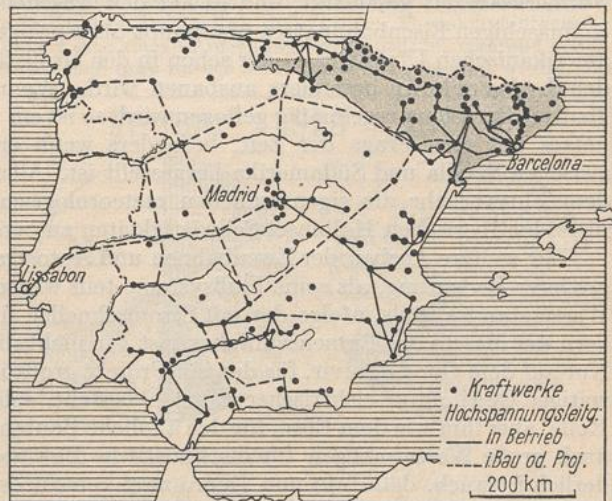 Barcelona
Madrid
Lissabon
Kraftwerke
Hochspannungsleitg.
in Betrieb
i.Bau od. Proj.
200 km